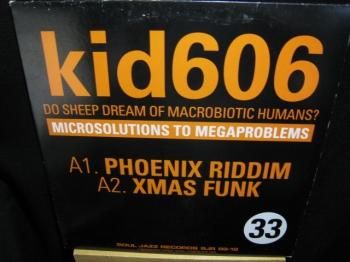 kid606
DO SHEEP DREAM OF MACROBIOTIC HUMANS?
MICROSOLUTIONS TO MEGAPROBLEMS
A1. PHOENIX RIDDIM
A2. XMAS FUNK
33
SOUL JAZZ RECORDS SJR